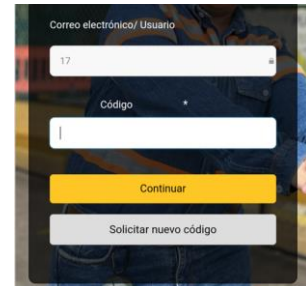 Correo electrónico/ Usuario
17
Código *
Continuar
Solicitar nuevo código